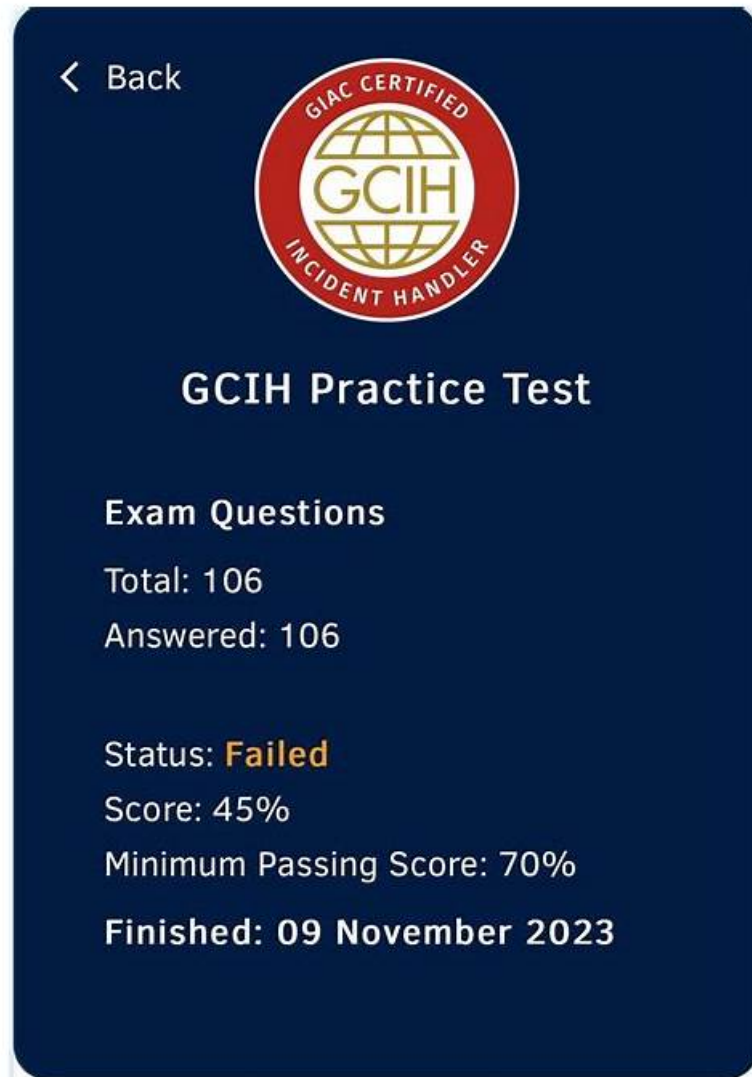 Back
GIAC CERTIFIED
GCIH
INCIDENT HANDLER
GCIH Practice Test
Exam Questions
Total: 106
Answered: 106
Status: Failed
Score: 45%
Minimum Passing Score: 70%
Finished: 09 November 2023